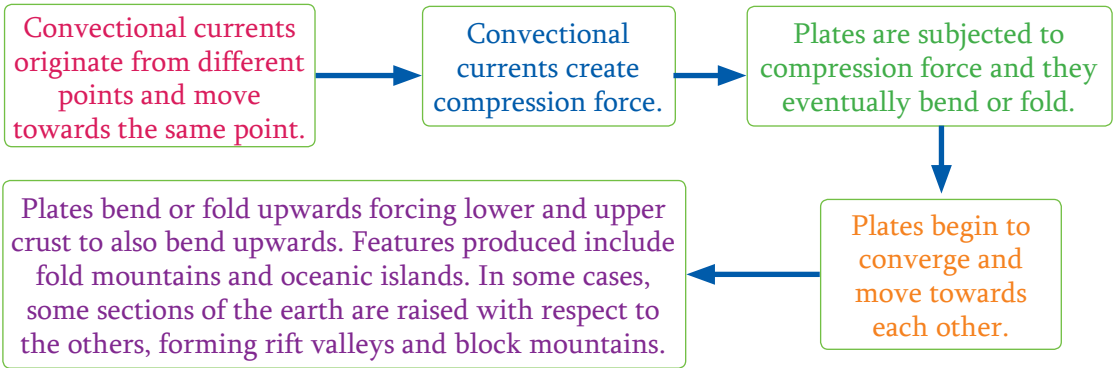 Convectional currents
originate from different
points and move
towards the same point.
Convectional
currents create
compression force.
Plates are subjected to
compression force and they
eventually bend or fold.
Plates begin to
converge and
move towards
each other.
Plates bend or fold upwards forcing lower and upper
crust to also bend upwards. Features produced include
fold mountains and oceanic islands. In some cases,
some sections of the earth are raised with respect to
the others, forming rift valleys and block mountains.